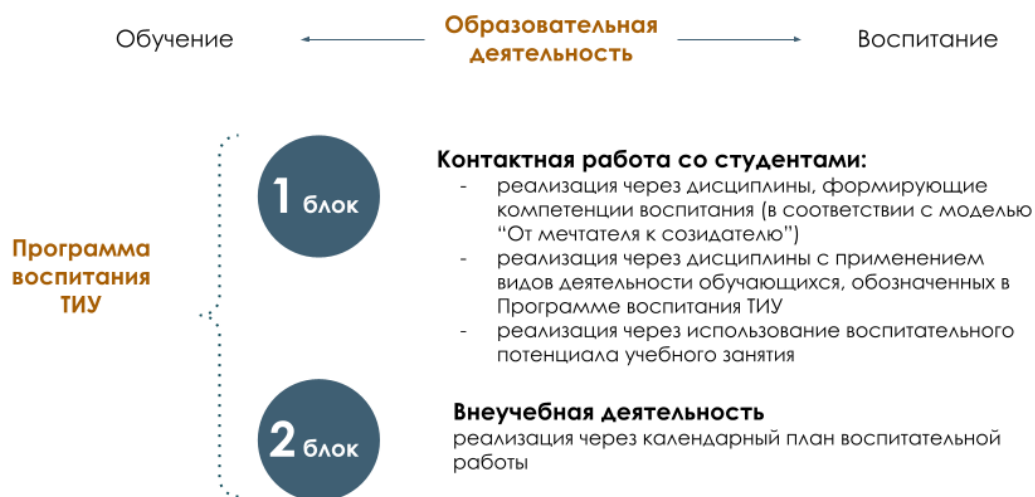 Обучение
Образовательная
деятельность
Воспитание
Программа
воспитания
ТИУ
1 блок
Контактная работа со студентами:
- реализация через дисциплины, формирующие
компетенции воспитания (в соответствии с моделью
“От мечтателя к созидателю”)
- реализация через дисциплины с применением
видов деятельности обучающихся, обозначенных в
Программе воспитания ТИУ
- реализация через использование воспитательного
потенциала учебного занятия
2 блок
Внеучебная деятельность
реализация через календарный план воспитательной
работы